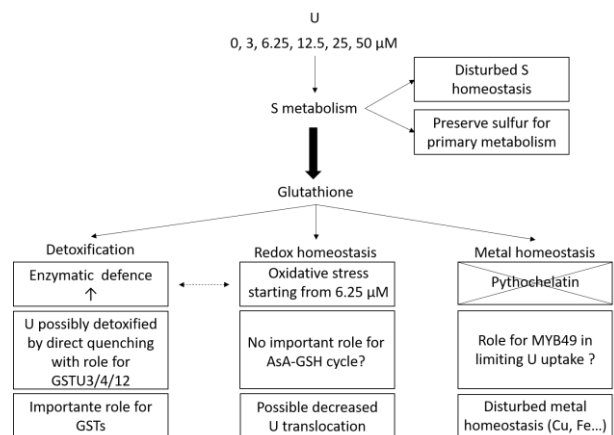 U
0, 3, 6.25, 12.5, 25, 50 µM
Disturbed S
homeostasis
S metabolism
Preserve sulfur for
primary metabolism
Glutathione
Detoxification
Enzymatic defence
↑
U possibly detoxified
by direct quenching
with role for
GSTU3/4/12
Importante role for
GSTs
Redox homeostasis
Oxidative stress
starting from 6.25 µM
No important role for
AsA-GSH cycle?
Possible decreased
U translocation
Metal homeostasis
Pythochelatin
Role for MYB49 in
limiting U uptake ?
Disturbed metal
homeostasis (Cu, Fe...)